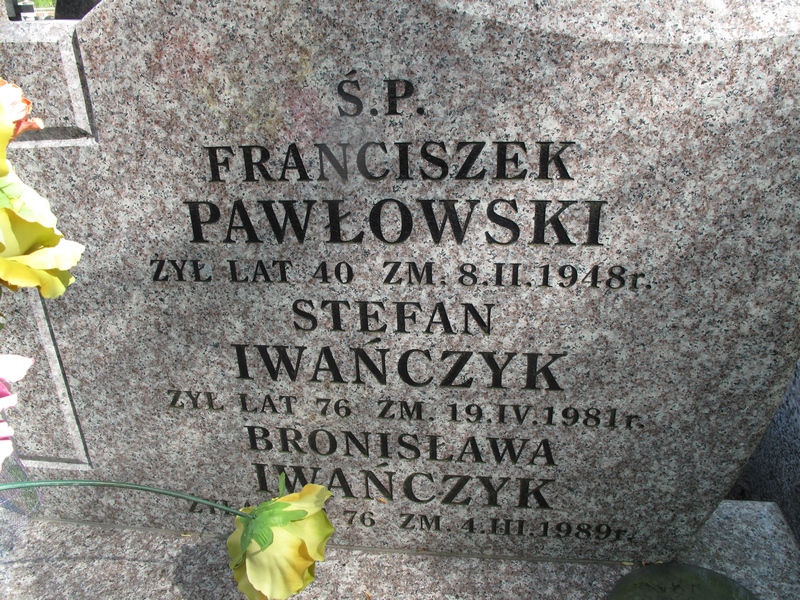 Ś.P.
FRANCISZEK
PAWŁOWSKI
ŻYŁ LAT 40 ZM. 8.II.1948r.
STEFAN
IWAŃCZYK
ŻYŁ LAT 76 ZM. 19.IV.1981r.
BRONISŁAWA
IWAŃCZYK
76 ZM. 4.III.1989r.